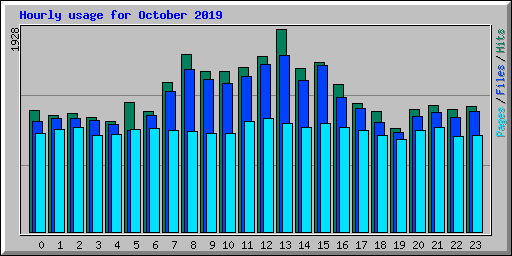 Hourly usage for October 2019
1928
Pages / Files / Hits
0 1 2 3 4 5 6 7 8 9 10 11 12 13 14 15 16 17 18 19 20 21 22 23